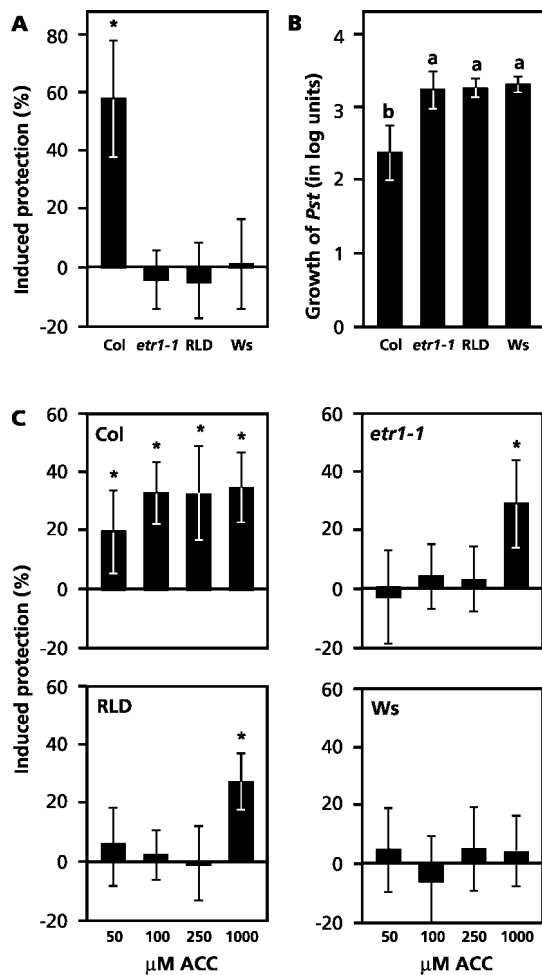 A
Induced protection (%)
80
60
40
20
0
-20
*
Col
etr1-1
RLD
Ws
B
Growth of Pst (in log units)
4
3
2
1
0
b
a
a
a
Col
etr1-1
RLD
Ws
C
Induced protection (%)
Col
60
40
20
0
-20
*
*
*
*
etr1-1
60
40
20
0
-20
*
RLD
60
40
20
0
-20
*
50
100
250
1000
µM ACC
Ws
60
40
20
0
-20
50
100
250
1000
µM ACC